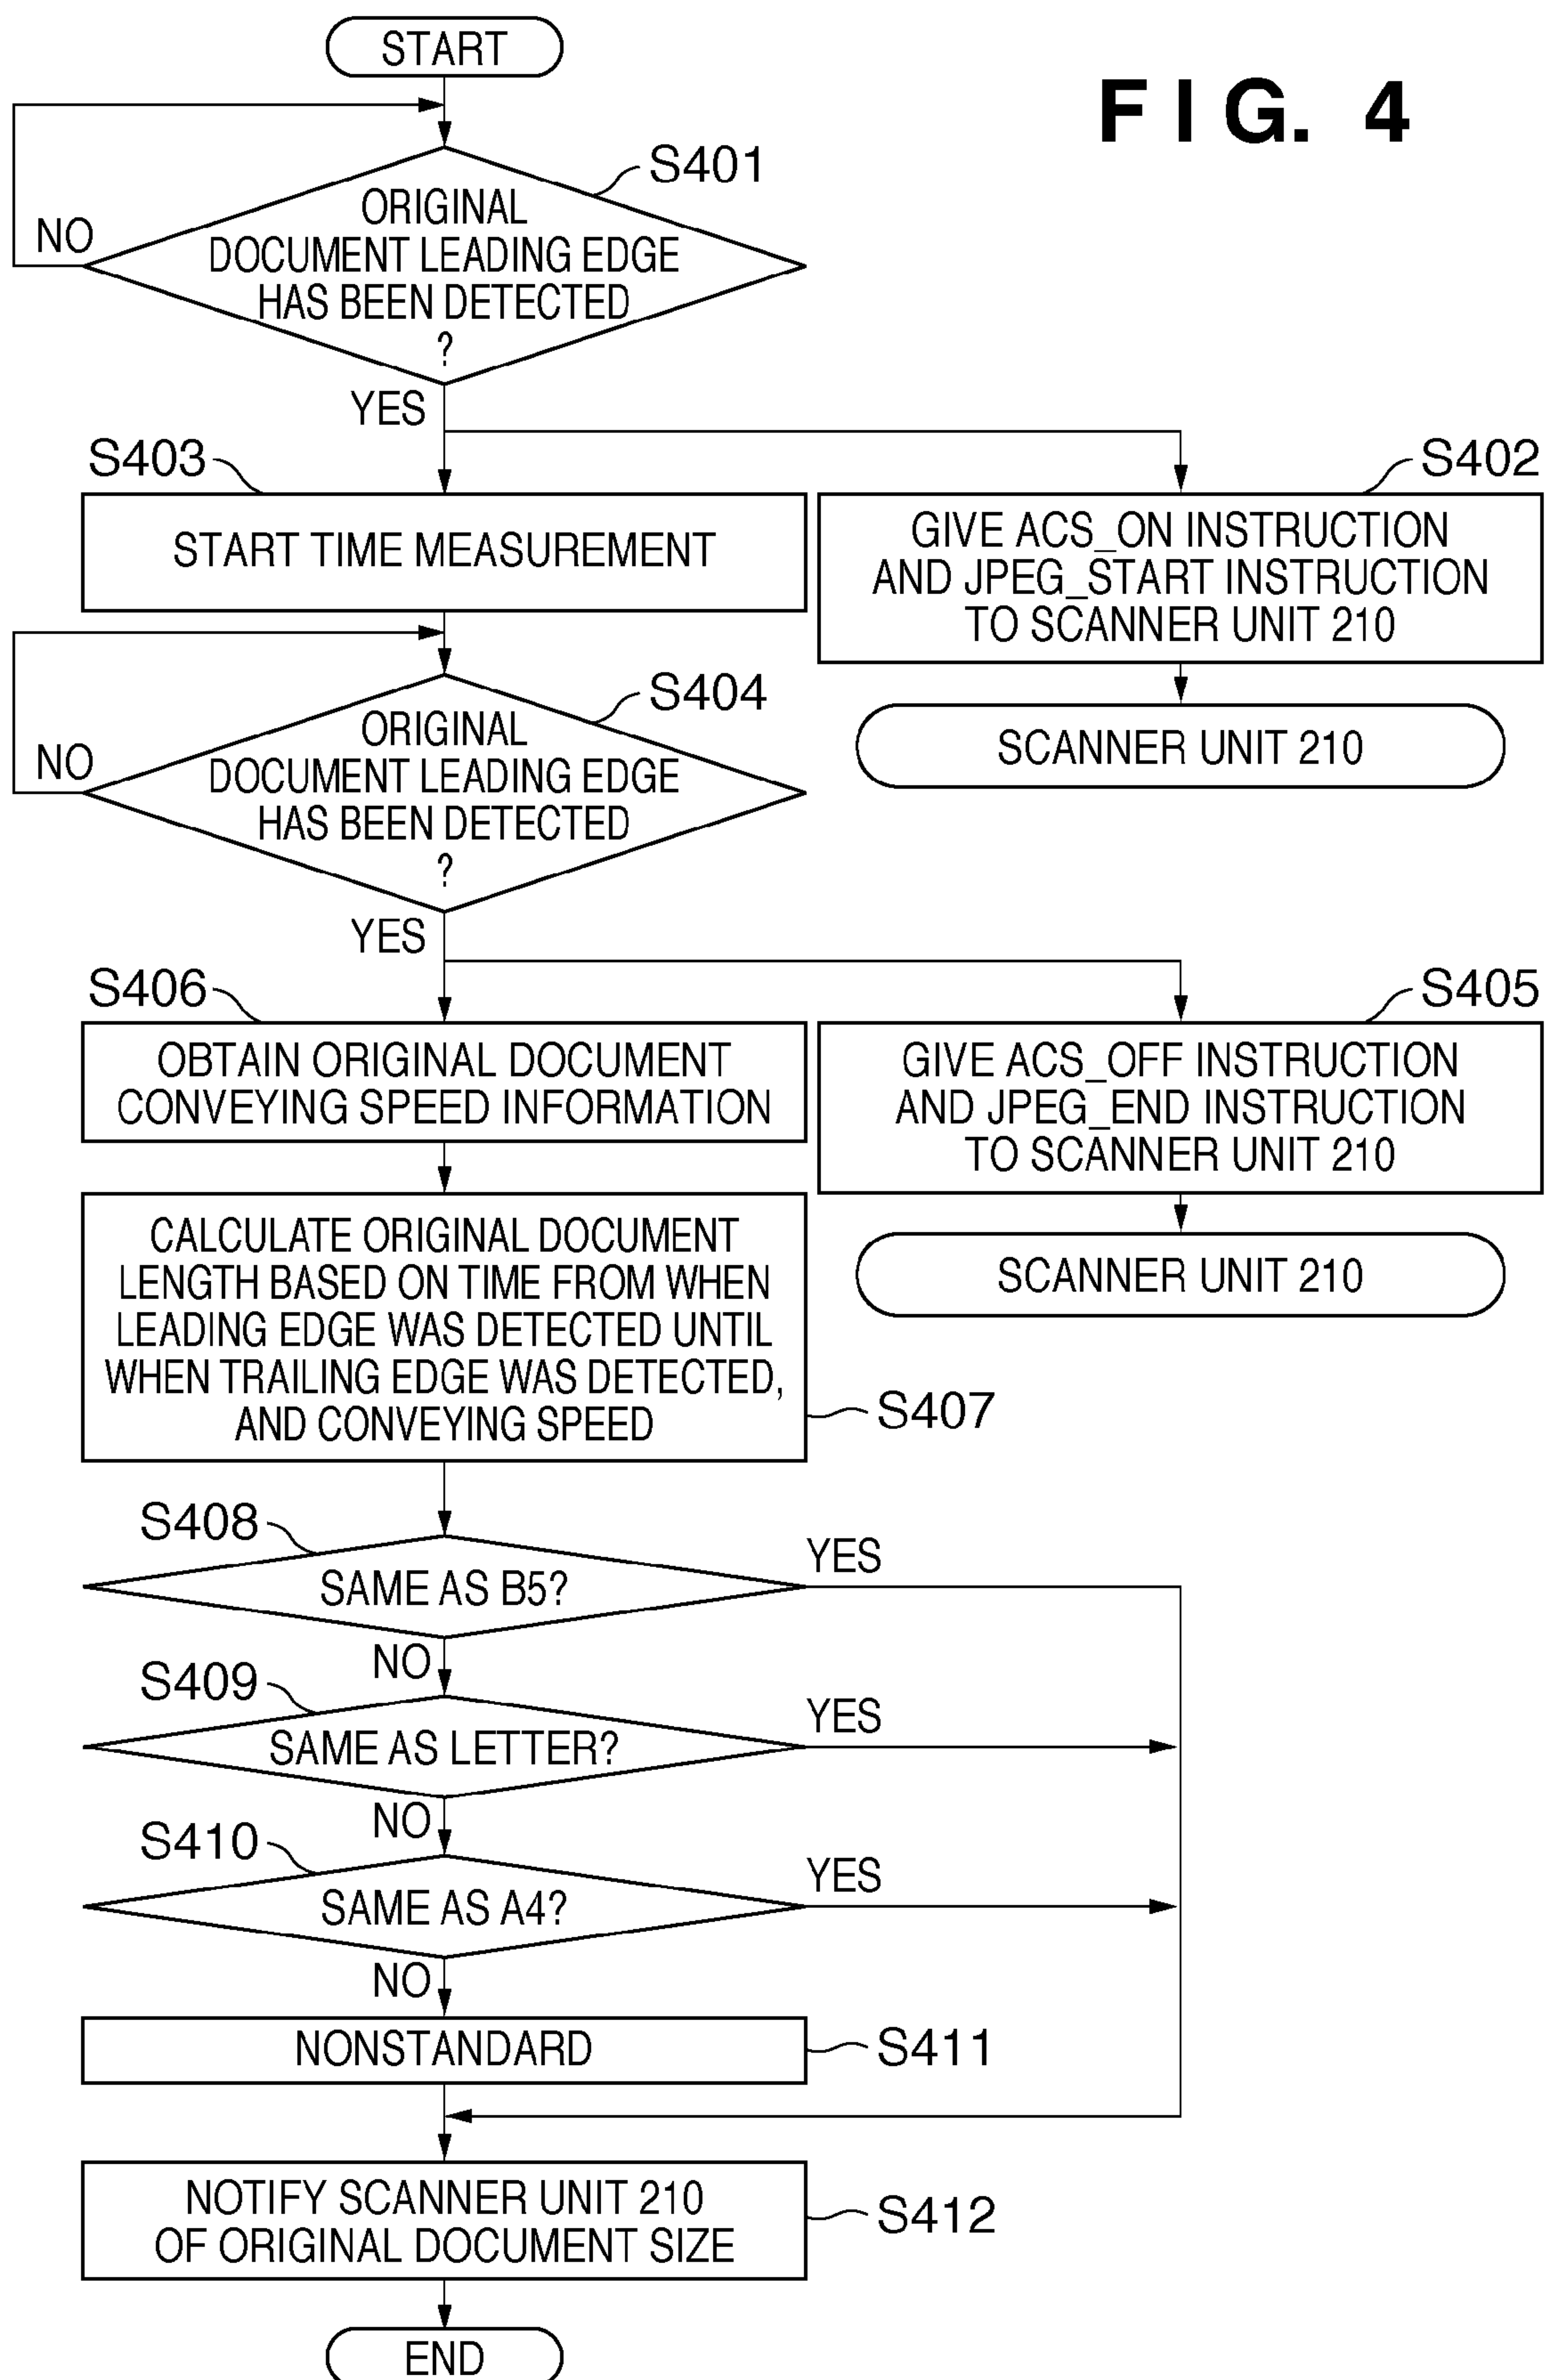 START
FIG. 4
S401
ORIGINAL
DOCUMENT LEADING EDGE
HAS BEEN DETECTED
?
NO
YES
S403
START TIME MEASUREMENT
S402
GIVE ACS_ON INSTRUCTION
AND JPEG_START INSTRUCTION
TO SCANNER UNIT 210
SCANNER UNIT 210
S404
ORIGINAL
DOCUMENT LEADING EDGE
HAS BEEN DETECTED
?
NO
YES
S406
OBTAIN ORIGINAL DOCUMENT
CONVEYING SPEED INFORMATION
S405
GIVE ACS_OFF INSTRUCTION
AND JPEG_END INSTRUCTION
TO SCANNER UNIT 210
SCANNER UNIT 210
CALCULATE ORIGINAL DOCUMENT
LENGTH BASED ON TIME FROM WHEN
LEADING EDGE WAS DETECTED UNTIL
WHEN TRAILING EDGE WAS DETECTED,
AND CONVEYING SPEED
S407
S408
SAME AS B5?
YES
NO
S409
SAME AS LETTER?
YES
NO
S410
SAME AS A4?
YES
NO
NONSTANDARD
S411
NOTIFY SCANNER UNIT 210
OF ORIGINAL DOCUMENT SIZE
S412
END